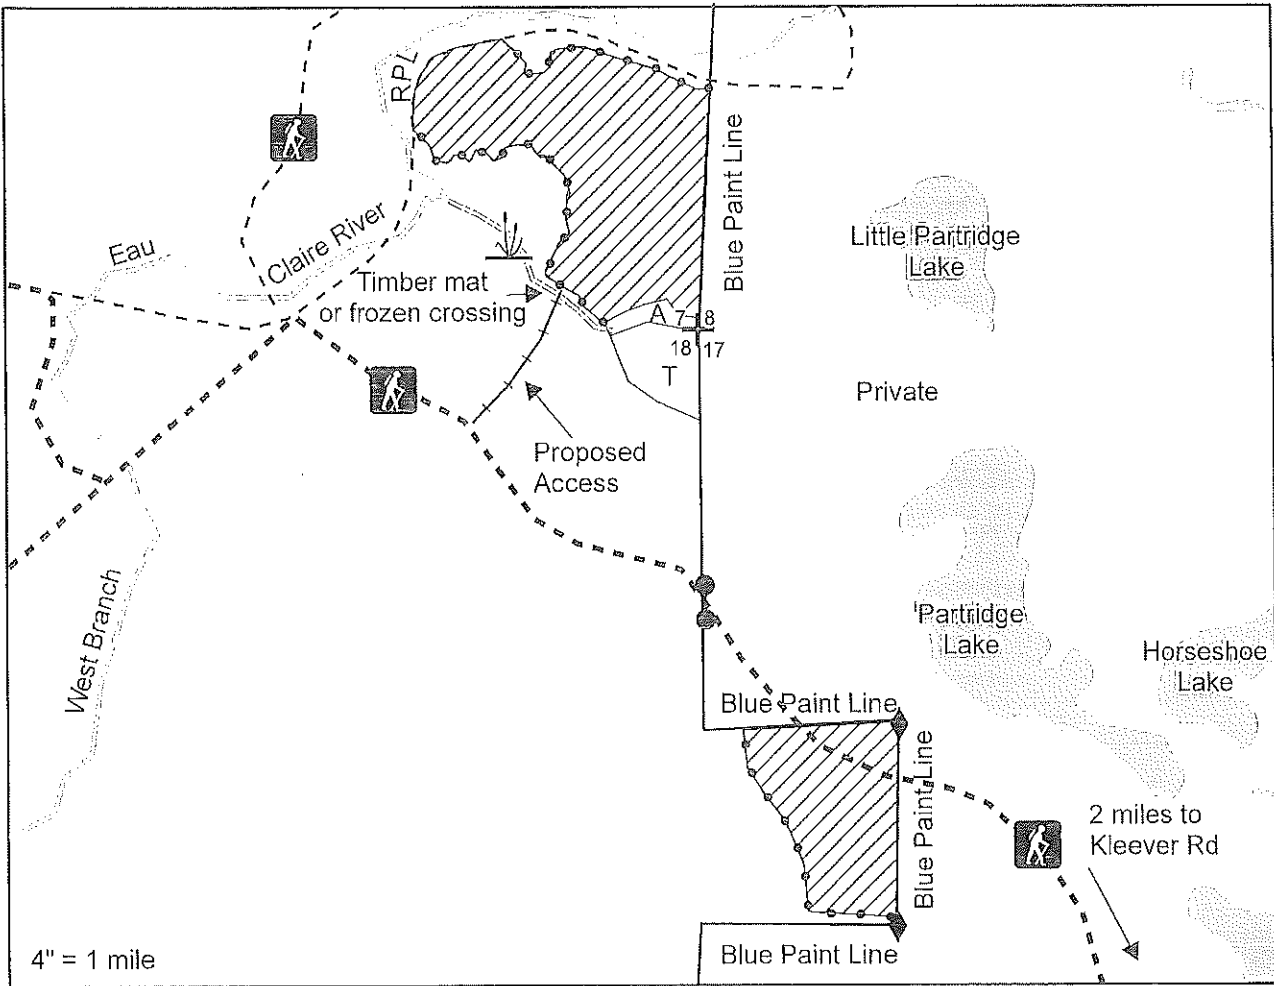 RPL
Blue Paint Line
Eau
Claire River
Little Partridge
Lake
Timber mat
or frozen crossing
A
7
8
18
17
T
Private
Proposed
Access
West Branch
Partridge
Lake
Horseshoe
Lake
Blue Paint Line
Blue Paint Line
2 miles to
Kleever Rd
Blue Paint Line
4" = 1 mile